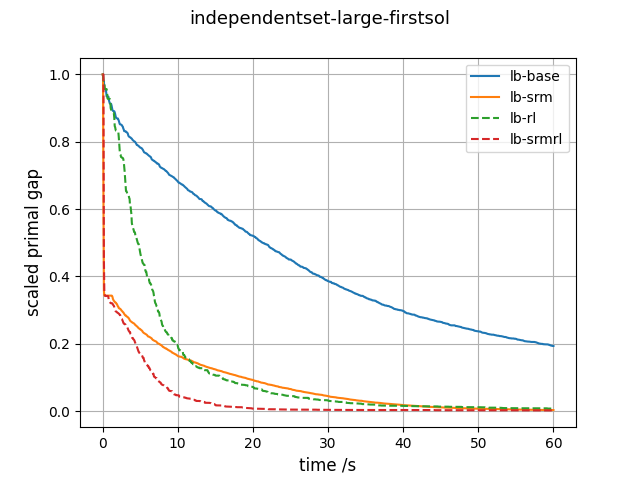 independentset-large-firstsol
1.0
0.8
0.6
0.4
0.2
0.0
scaled primal gap
lb-base
lb-srm
lb-rl
lb-srmrl
0 10 20 30 40 50 60
time /s